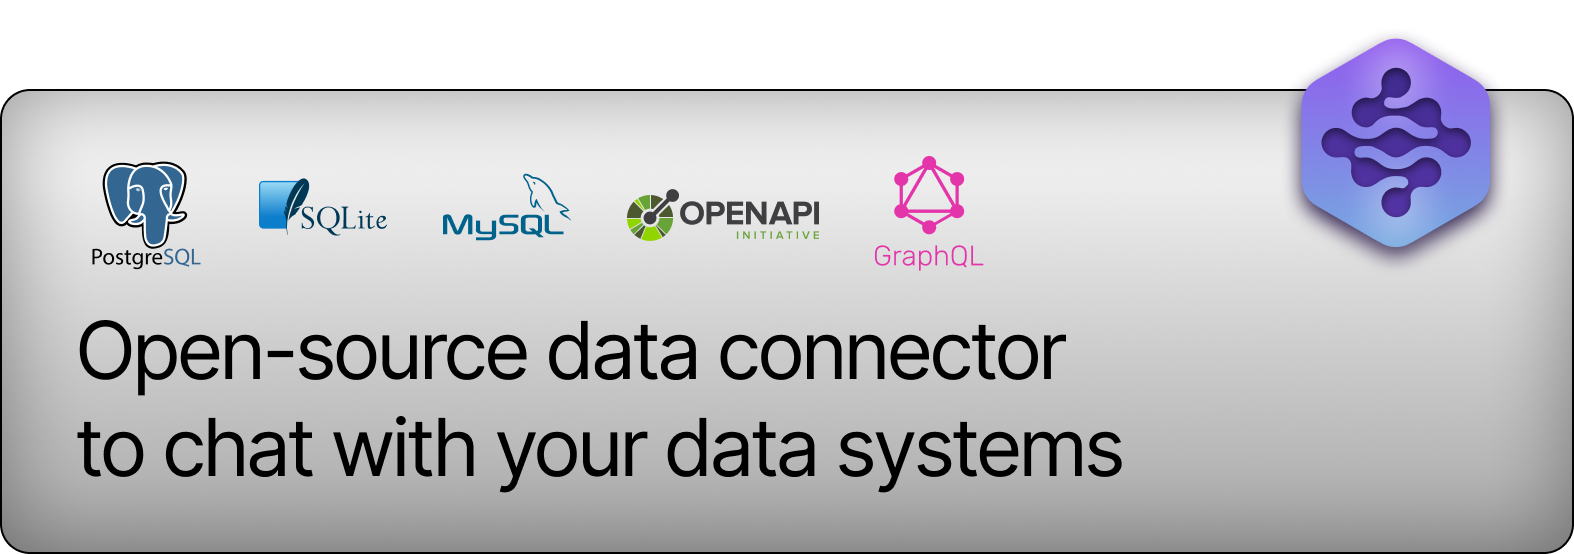 PostgreSQL
SQLite
MySQL
OPENAPI
INITIATIVE
GraphQL
Open-source data connector
to chat with your data systems